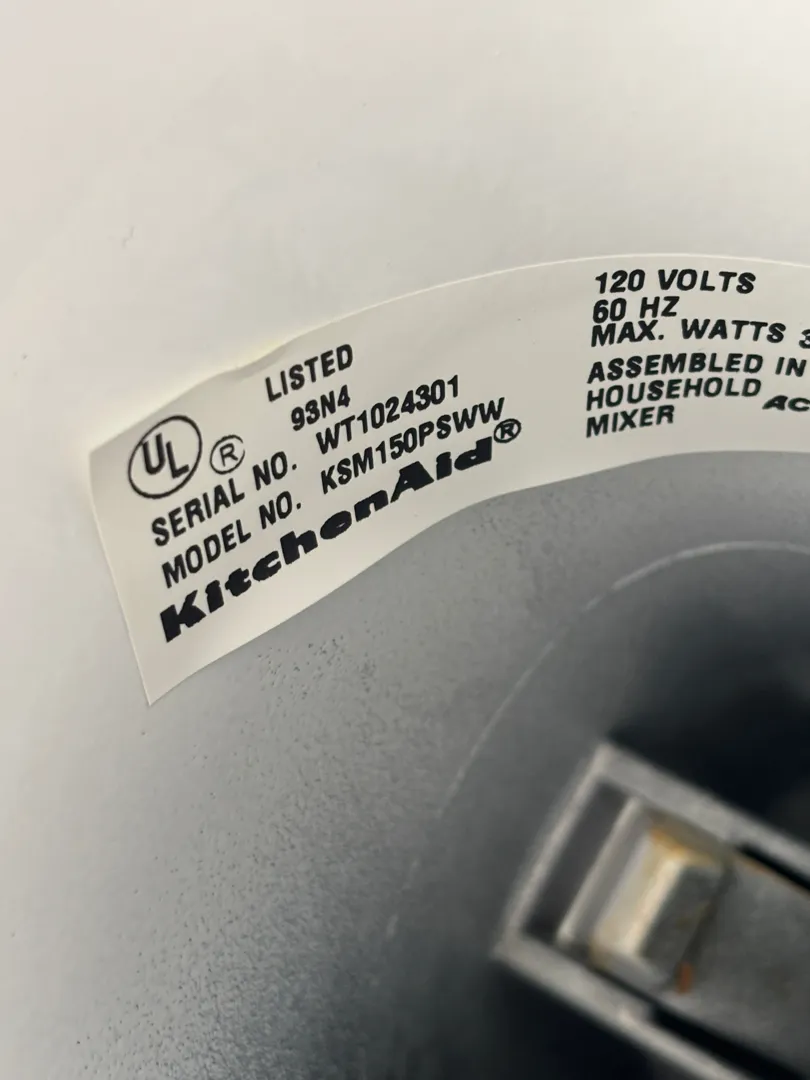 UL ®
LISTED
93N4
SERIAL NO. WT1024301
MODEL NO. KSM150PSWW
KitchenAid®
120 VOLTS
60 HZ
MAX. WATTS
ASSEMBLED IN
HOUSEHOLD
MIXER